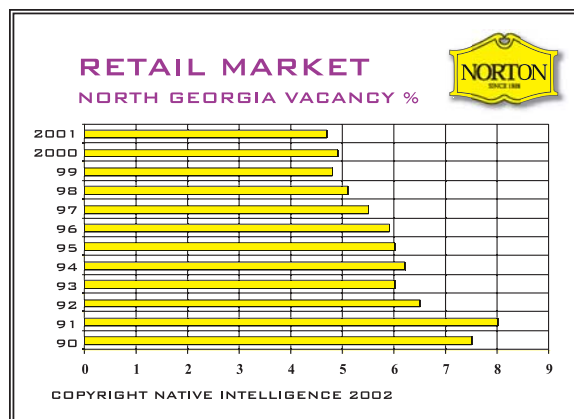 RETAIL MARKET
NORTH GEORGIA VACANCY %
NORTON
SINCE 1928
2001
2000
99
98
97
96
95
94
93
92
91
90
0 1 2 3 4 5 6 7 8 9
COPYRIGHT NATIVE INTELLIGENCE 2002